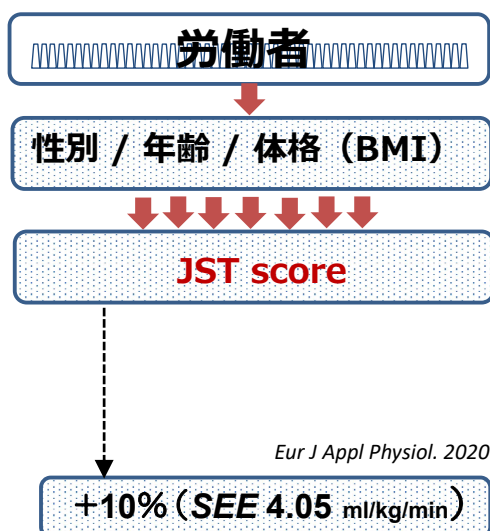 労働者
性別 / 年齢 / 体格（BMI）
JST score
Eur J Appl Physiol. 2020
+10%（SEE 4.05 ml/kg/min）